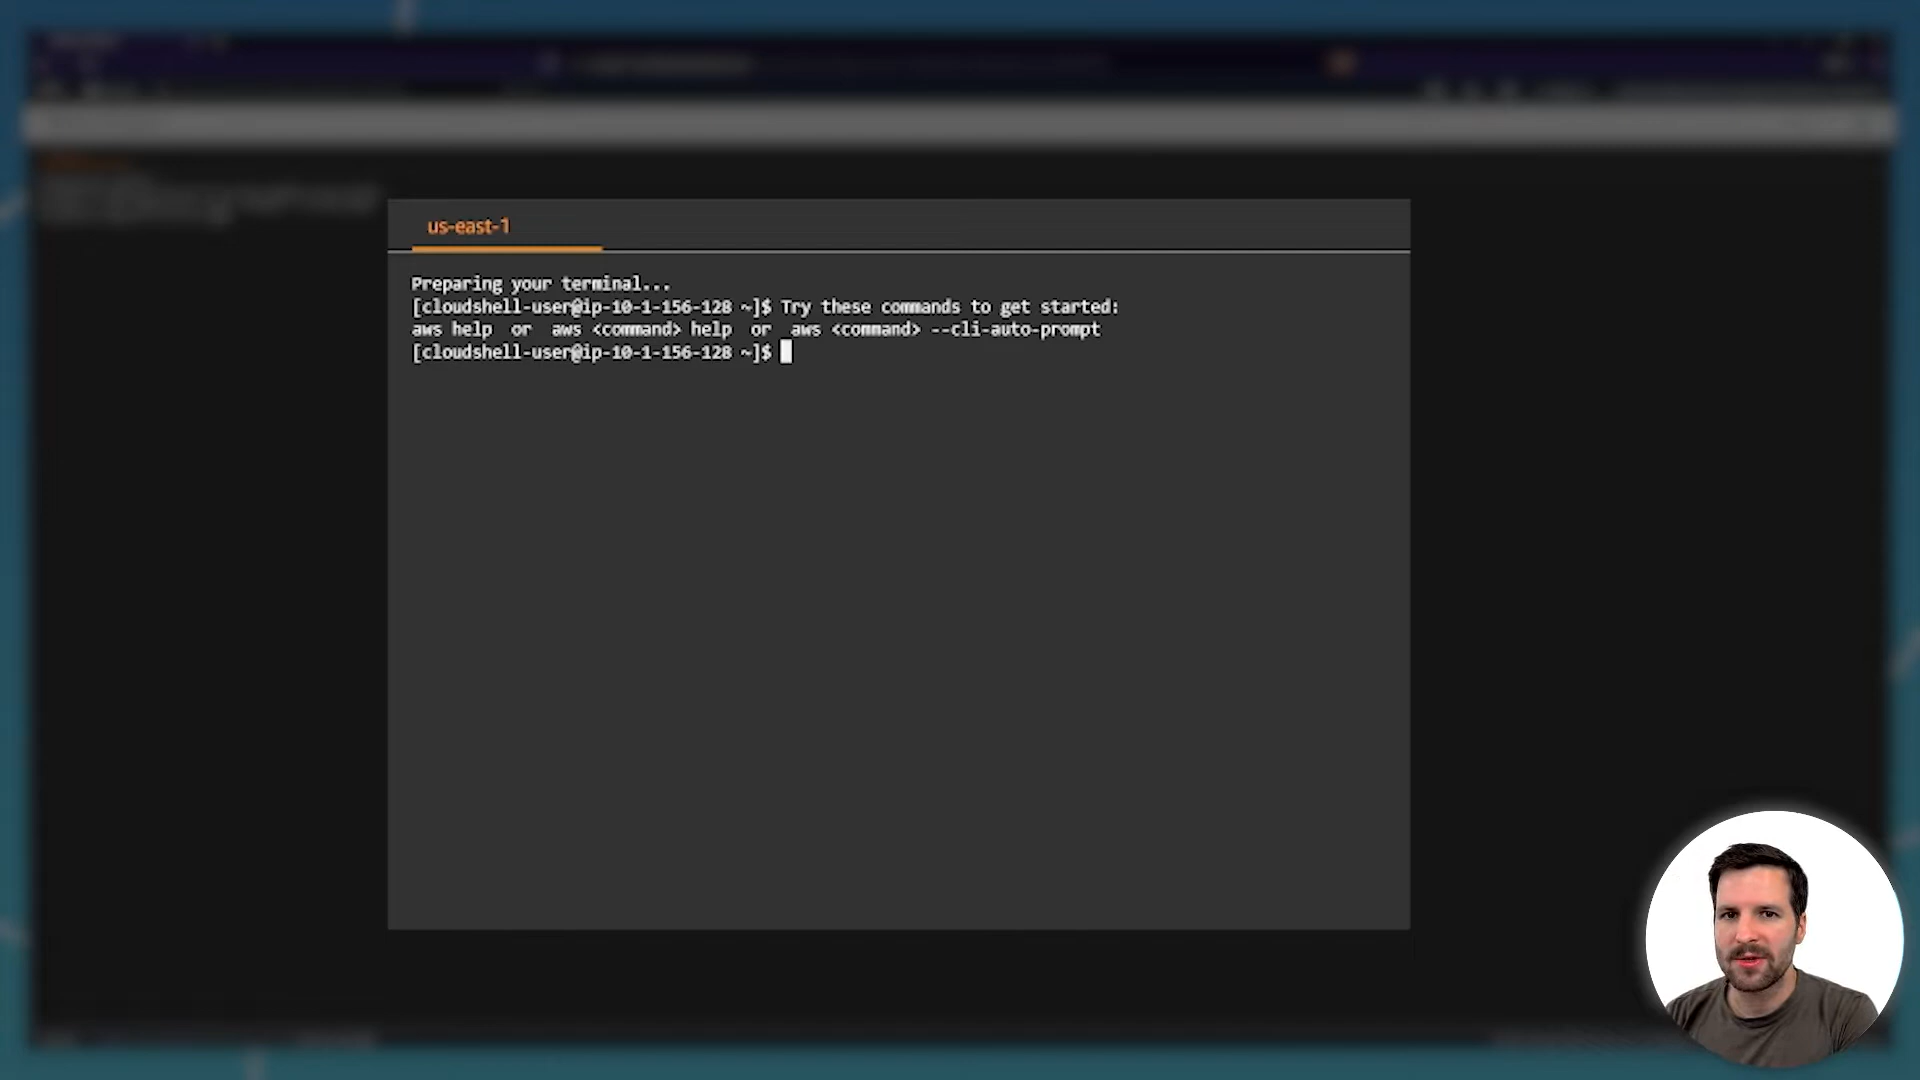 us-east-1
Preparing your terminal...
[cloudshell-user@ip-10-1-156-128 ~]$ Try these commands to get started:
aws help  or  aws <command> help  or  aws <command> --cli-auto-prompt
[cloudshell-user@ip-10-1-156-128 ~]$